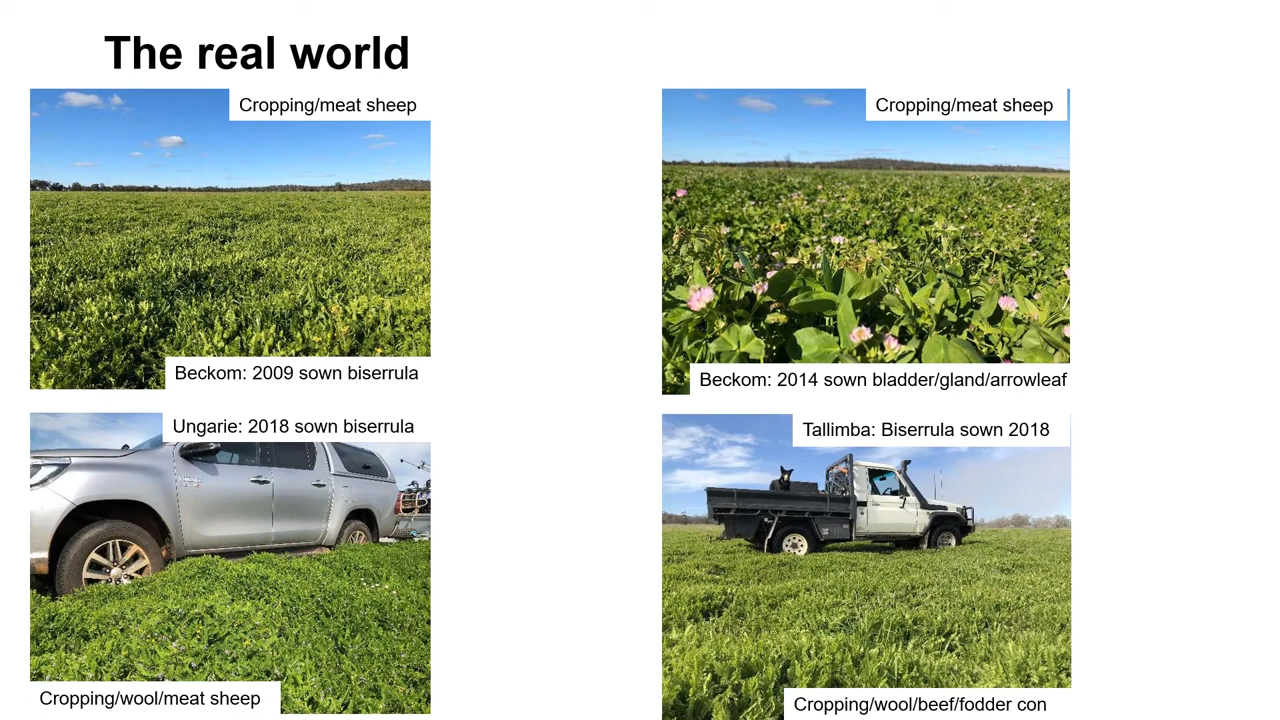 The real world
Cropping/meat sheep
Beckom: 2009 sown biserrula
Cropping/meat sheep
Beckom: 2014 sown bladder/gland/arrowleaf
Ungarie: 2018 sown biserrula
Cropping/wool/meat sheep
Tallimba: Biserrula sown 2018
Cropping/wool/beef/fodder con